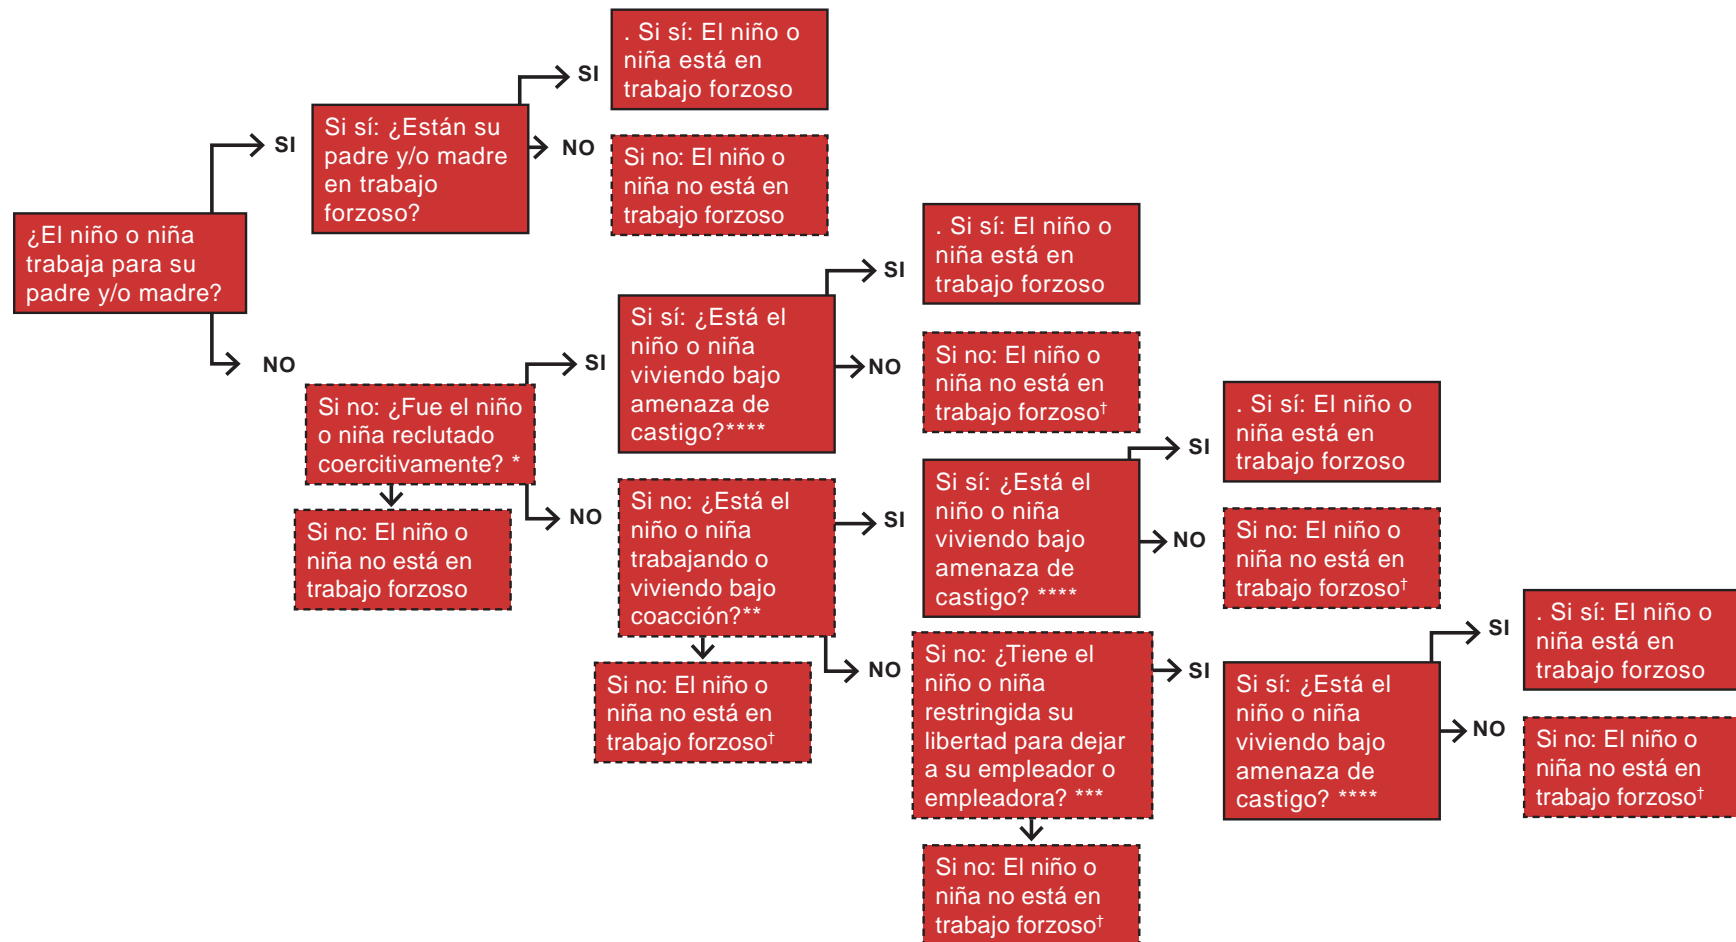 ¿El niño o niña
trabaja para su
padre y/o madre?
SI
Si sí: ¿Están su
padre y/o madre
en trabajo
forzoso?
SI
. Si sí: El niño o
niña está en
trabajo forzoso
NO
Si no: El niño o
niña no está en
trabajo forzoso
NO
Si no: ¿Fue el niño
o niña reclutado
coercitivamente? *
Si no: El niño o
niña no está en
trabajo forzoso
SI
Si sí: ¿Está el
niño o niña
viviendo bajo
amenaza de
castigo?****
SI
. Si sí: El niño o
niña está en
trabajo forzoso
NO
Si no: El niño o
niña no está en
trabajo forzoso†
NO
Si no: ¿Está el
niño o niña
trabajando o
viviendo bajo
coacción?**
Si no: El niño o
niña no está en
trabajo forzoso†
SI
Si sí: ¿Está el
niño o niña
viviendo bajo
amenaza de
castigo? ****
SI
. Si sí: El niño o
niña está en
trabajo forzoso
NO
Si no: El niño o
niña no está en
trabajo forzoso†
NO
Si no: ¿Tiene el
niño o niña
restringida su
libertad para dejar
a su empleador o
empleadora? ***
Si no: El niño o
niña no está en
trabajo forzoso†
SI
Si sí: ¿Está el
niño o niña
viviendo bajo
amenaza de
castigo? ****
SI
. Si sí: El niño o
niña está en
trabajo forzoso
NO
Si no: El niño o
niña no está en
trabajo forzoso†